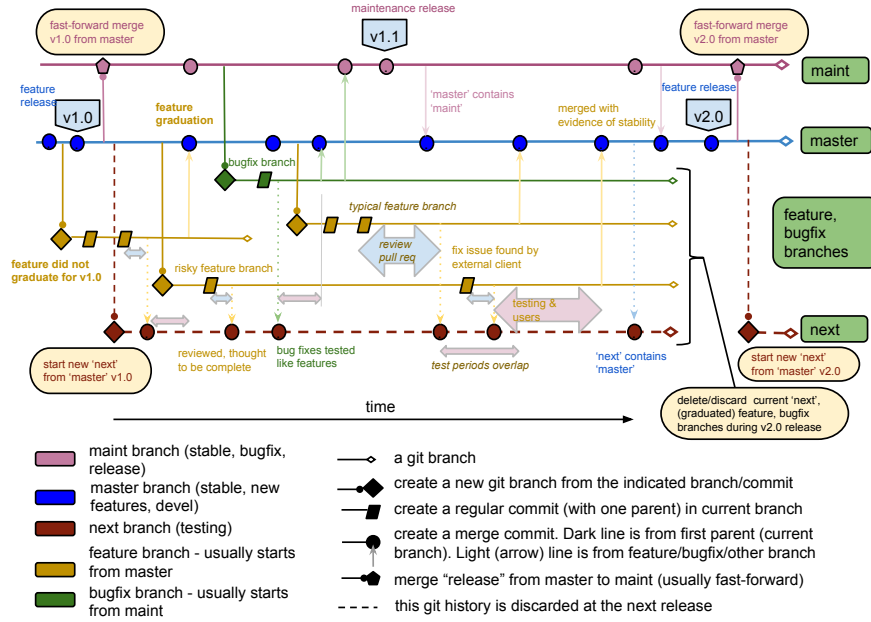 maintenance release
fast-forward merge
v1.0 from master
v1.1
fast-forward merge
v2.0 from master
maint
feature
release
v1.0
feature
graduation
'master' contains
'maint'
merged with
evidence of stability
feature release
v2.0
master
bugfix branch
typical feature branch
feature,
bugfix
branches
feature did not
graduate for v1.0
risky feature branch
review
pull req
fix issue found by
external client
testing &
users
next
start new 'next'
from 'master' v1.0
reviewed, thought
to be complete
bug fixes tested
like features
test periods overlap
'next' contains
'master'
start new 'next'
from 'master' v2.0
time
delete/discard current 'next',
(graduated) feature, bugfix
branches during v2.0 release
maint branch (stable, bugfix,
release)
master branch (stable, new
features, devel)
next branch (testing)
feature branch - usually starts
from master
bugfix branch - usually starts
from maint
a git branch
create a new git branch from the indicated branch/commit
create a regular commit (with one parent) in current branch
create a merge commit. Dark line is from first parent (current
branch). Light (arrow) line is from feature/bugfix/other branch
merge "release" from master to maint (usually fast-forward)
this git history is discarded at the next release